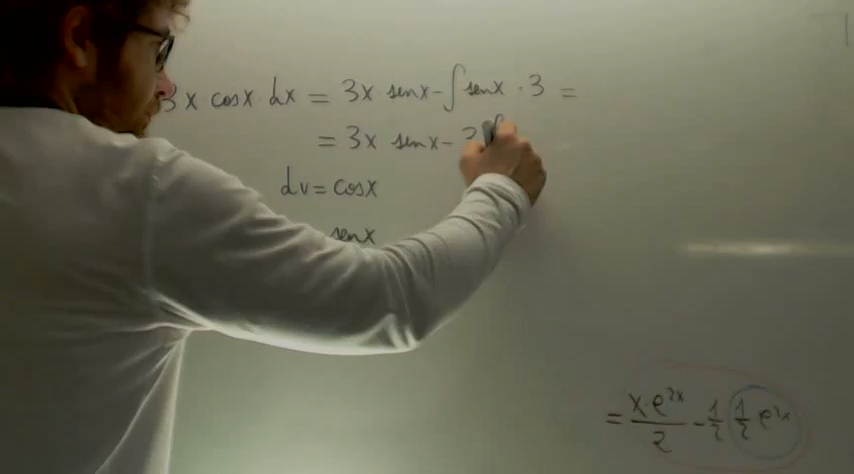 3x cosx · dx = 3x senx - ∫ senx · 3 =
= 3x senx - 3
dv = cosx
senx
= x·e^{2x}/2 - 1/2 1/2 e^{2x}